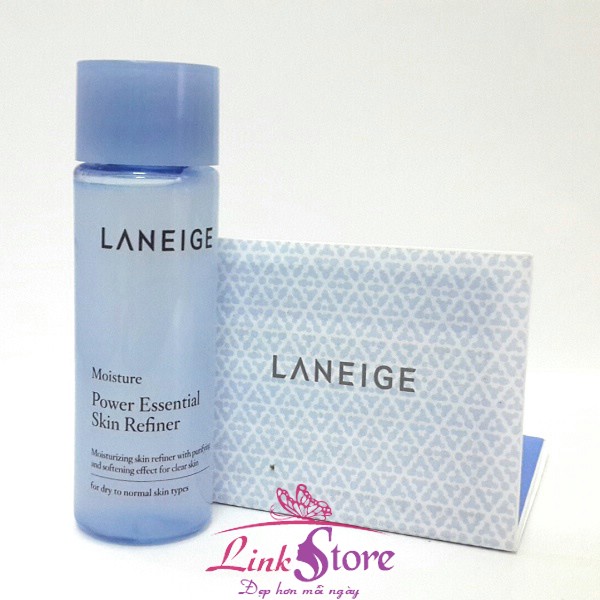 LANEIGE
Moisture
Power Essential
Skin Refiner
Moisturizing skin refiner with purifying
and softening effect for clear skin
for dry to normal skin types
LANEIGE
Link Store
Đẹp hơn mỗi ngày